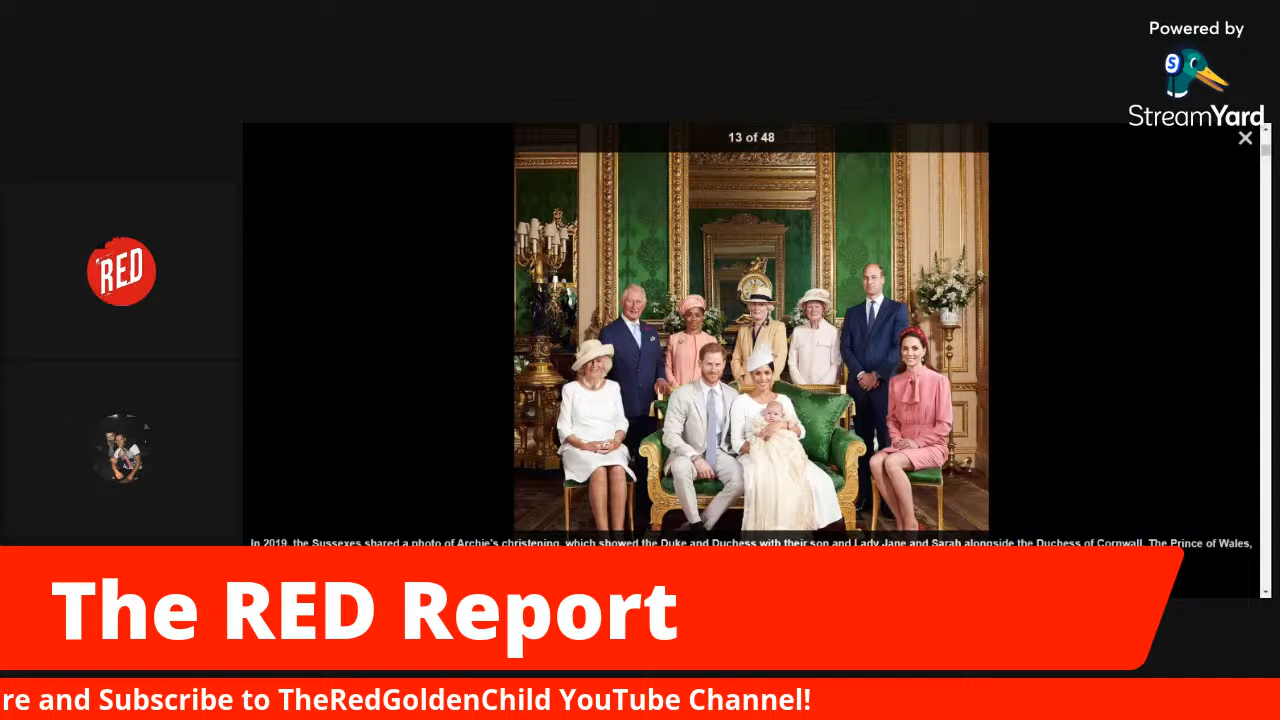 Powered by
StreamYard
13 of 48
RED
In 2019, the Sussexes shared a photo of Archie's christening, which showed the Duke and Duchess with their son and Lady Jane and Sarah alongside the Duchess of Cornwall, The Prince of Wales,
The RED Report
re and Subscribe to TheRedGoldenChild YouTube Channel!